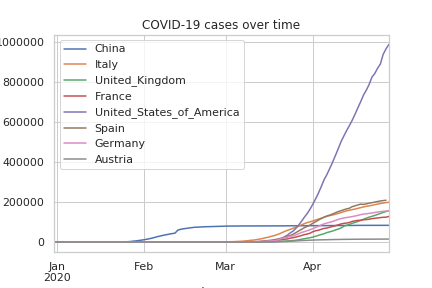 COVID-19 cases over time
1000000
800000
600000
400000
200000
0
China
Italy
United_Kingdom
France
United_States_of_America
Spain
Germany
Austria
Jan
2020
Feb
Mar
Apr